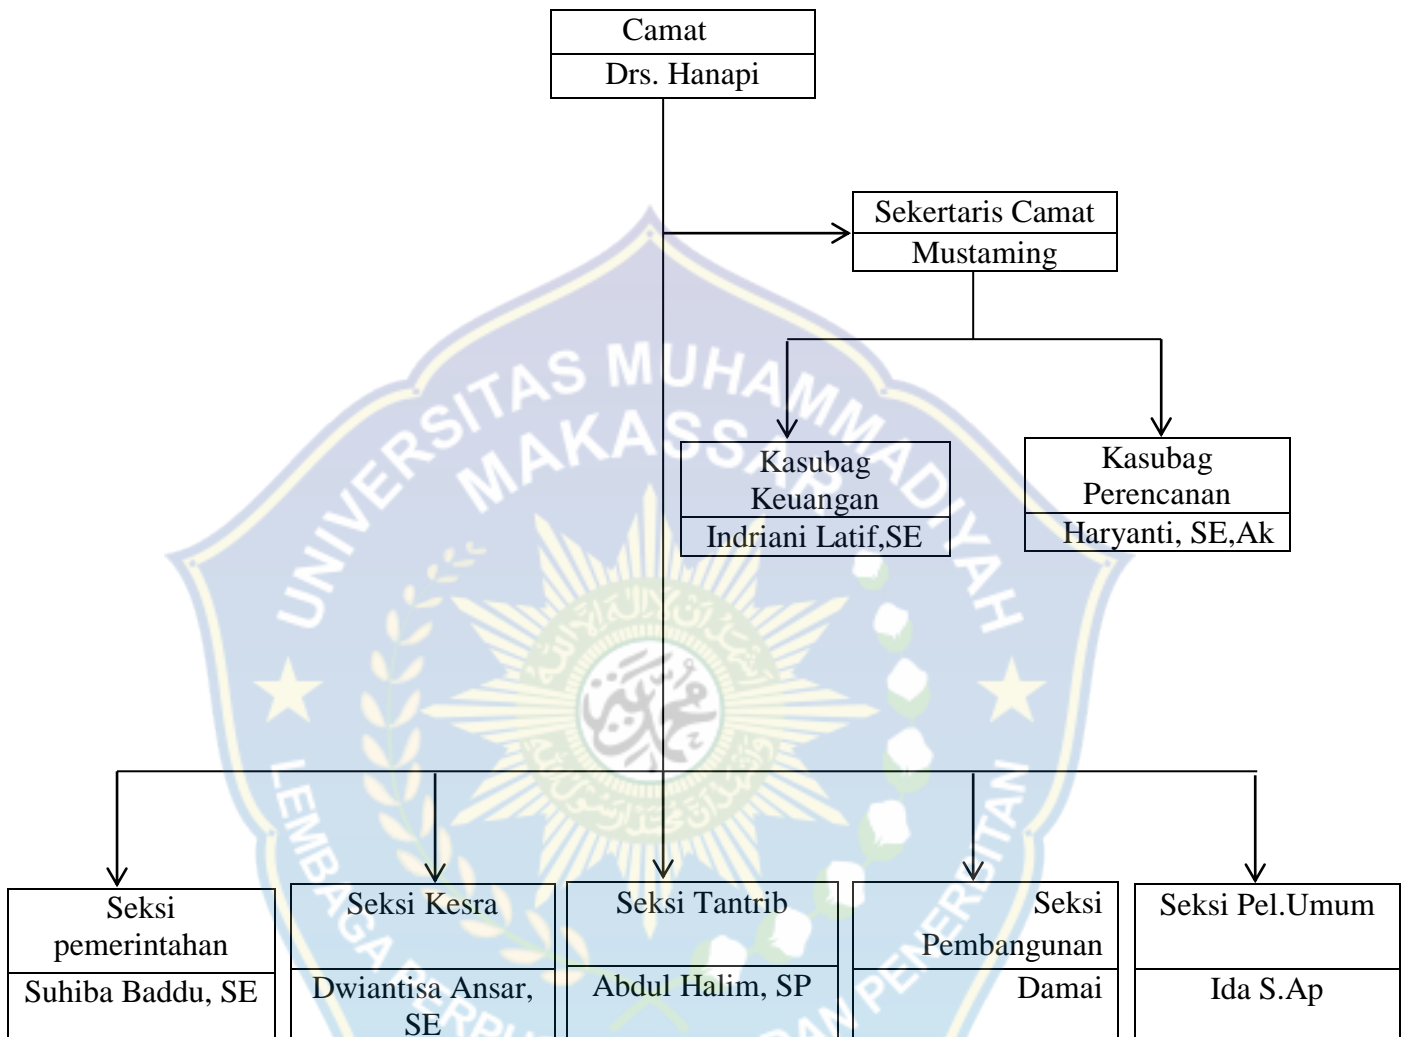 Camat
Drs. Hanapi
Sekertaris Camat
Mustaming
Kasubag
Keuangan
Indriani Latif,SE
Kasubag
Perencanan
Haryanti, SE,Ak
UNIVERSITAS MUHAMMADIYAH
MAKASSAR
Seksi
pemerintahan
Suhiba Baddu, SE
Seksi Kesra
Dwiantisa Ansar,
SE
Seksi Tantrib
Abdul Halim, SP
Seksi
Pembangunan
Damai
Seksi Pel.Umum
Ida S.Ap